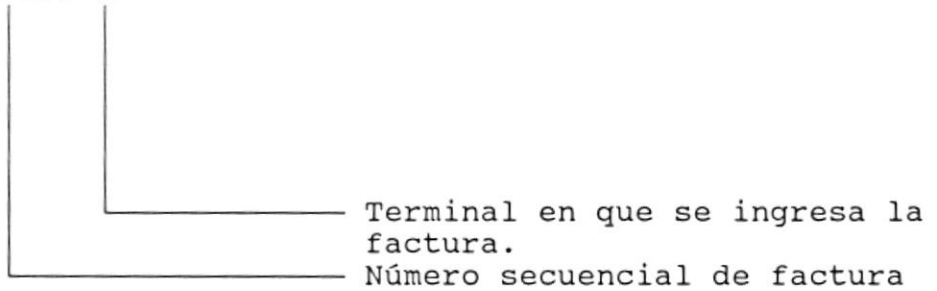 Terminal en que se ingresa la
factura.
Número secuencial de factura